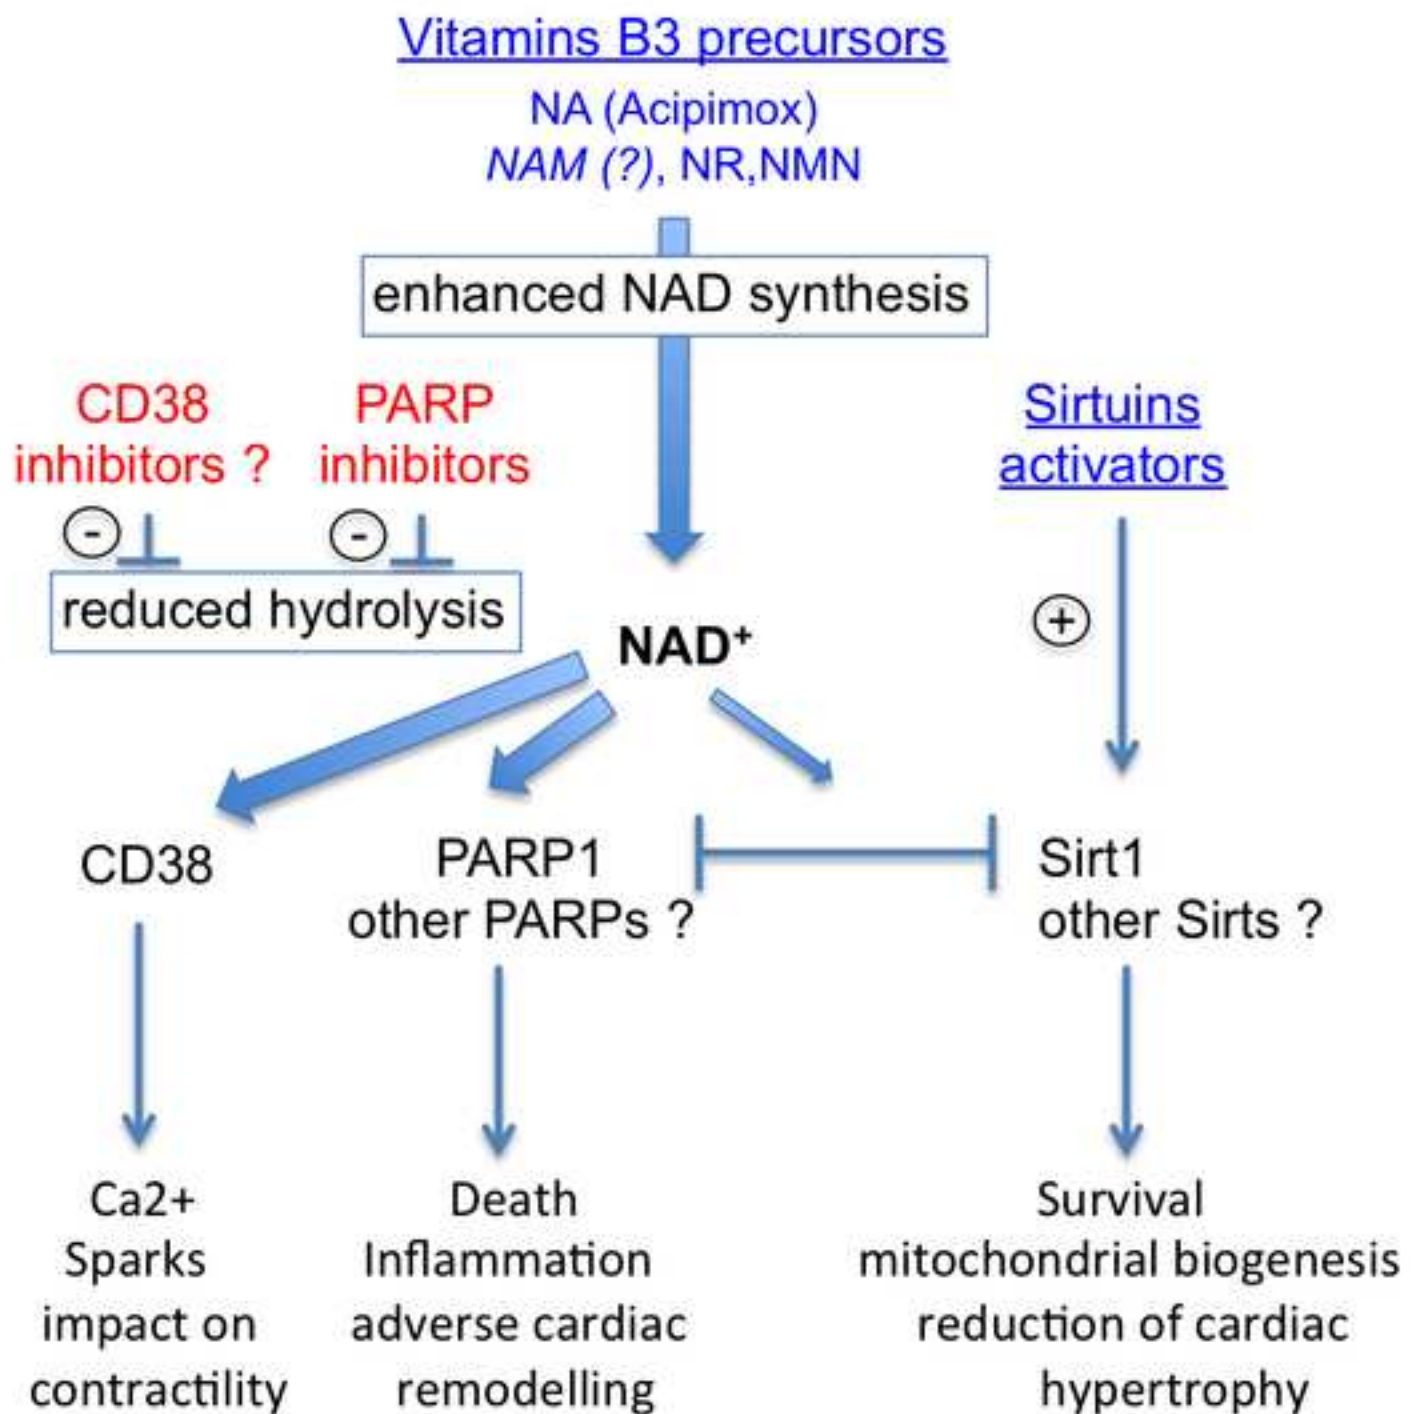 Vitamins B3 precursors
NA (Acipimox)
NAM (?), NR,NMN
enhanced NAD synthesis
CD38
inhibitors ?
PARP
inhibitors
Sirtuins
activators
-
-
+
reduced hydrolysis
NAD⁺
CD38
PARP1
other PARPs ?
Sirt1
other Sirts ?
Ca2+
Sparks
impact on
contractility
Death
Inflammation
adverse cardiac
remodelling
Survival
mitochondrial biogenesis
reduction of cardiac
hypertrophy